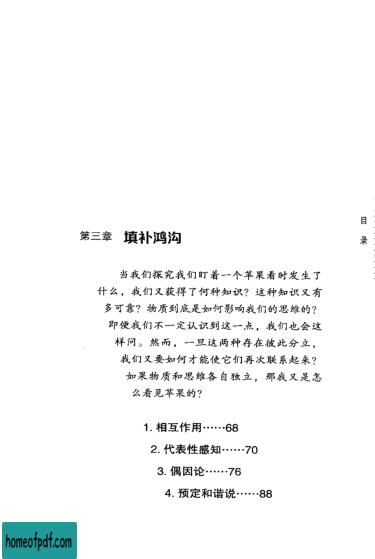 目
录
第三章 填补鸿沟
当我们探究我们盯着一个苹果看时发生了
什么，我们又获得了何种知识？这种知识又有
多可靠？物质到底是如何影响我们的思维的？
即便我们不一定认识到这一点，我们也会这
样问。然而，一旦这两种存在彼此分立，
我们又要如何才能使它们再次联系起来？
如果物质和思维各自独立，那我又是怎
么看见苹果的？
1. 相互作用……68
2. 代表性感知……70
3. 偶因论……76
4. 预定和谐说……88
homeofpdf.com